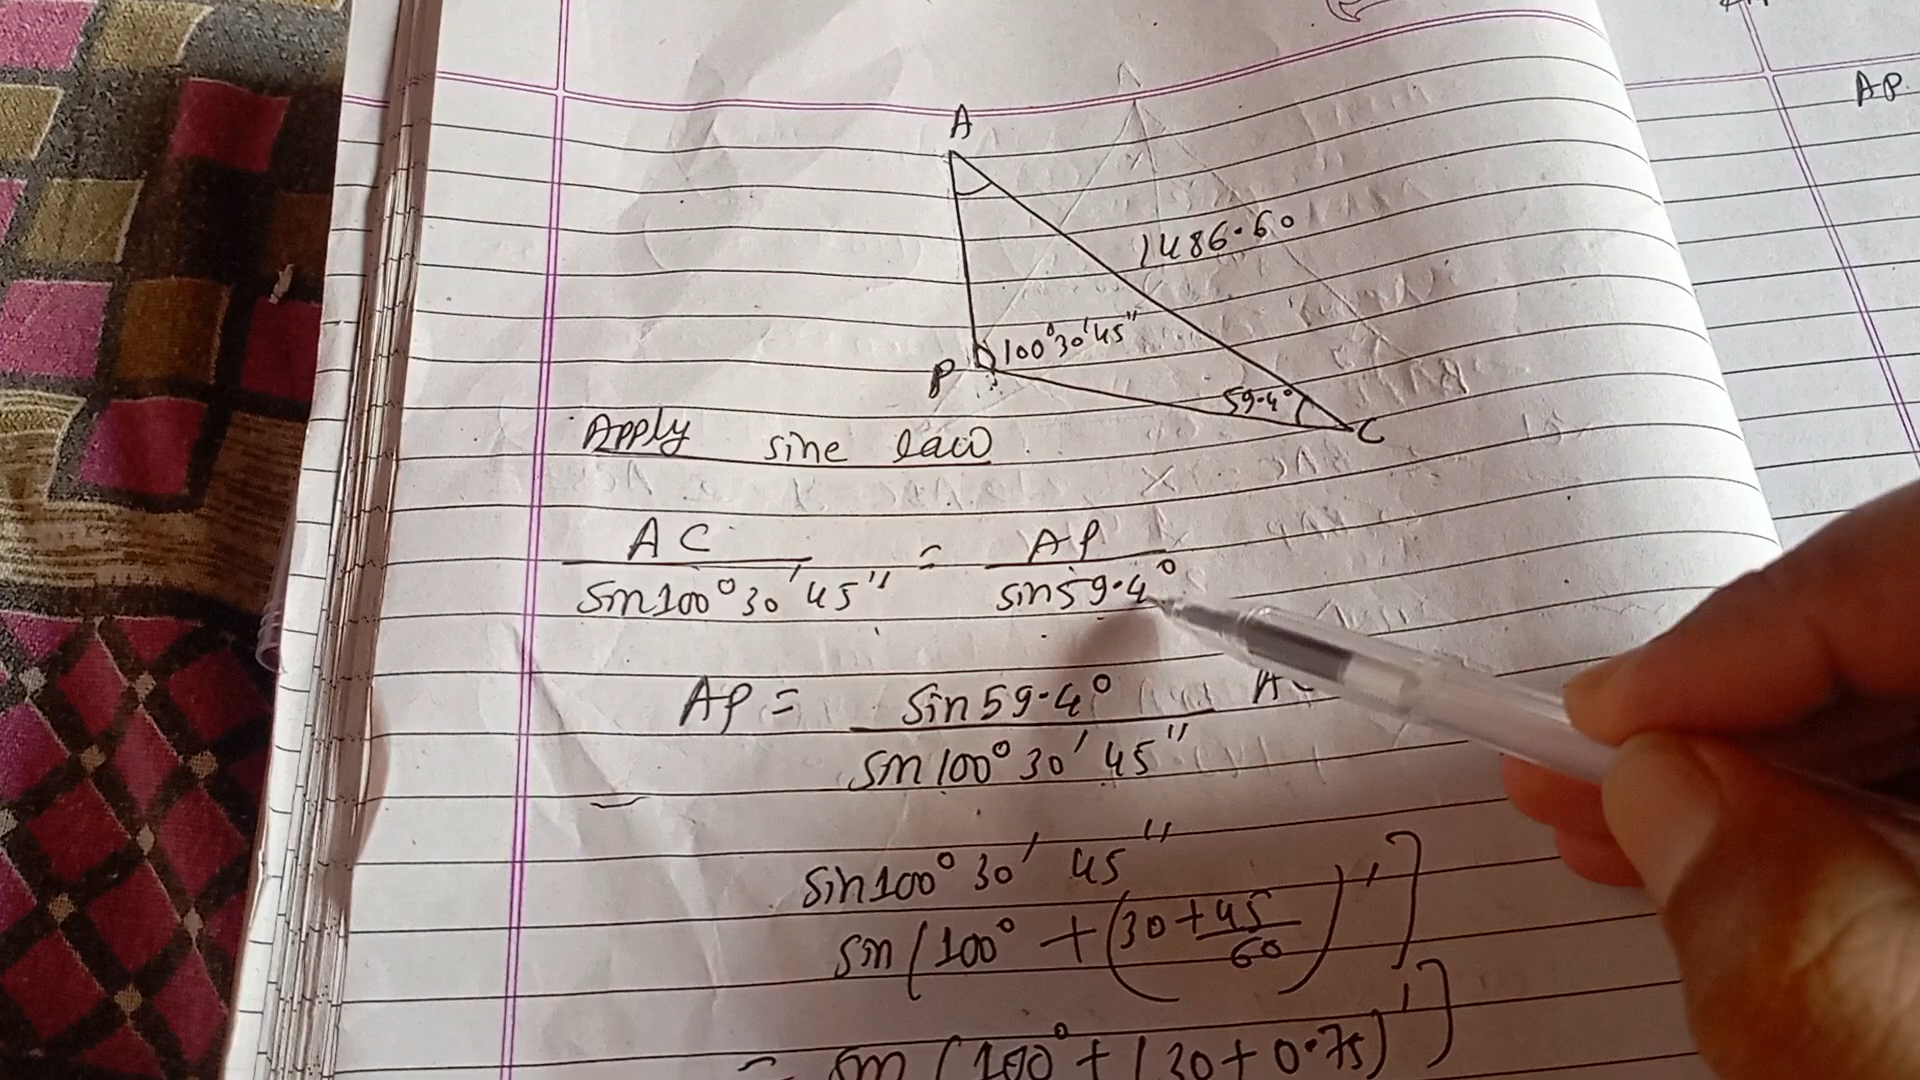 A
AP
1486.60
P
100°30'45"
59.4°
C
Apply sine law
AC = AP
sin100°30'45" sin59.4°
AP = sin59.4° AC
sin100°30'45"
sin100°30'45"
sin[100° + (30+45/60)']
= sin[100°+(30+0.75)']